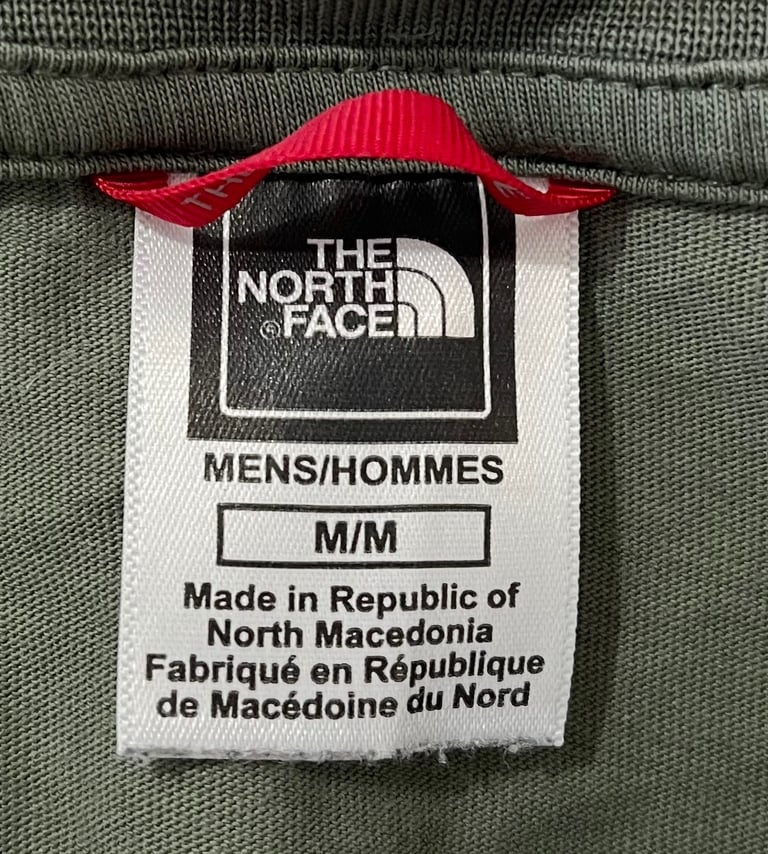 THE
NORTH
® FACE
MENS/HOMMES
M/M
Made in Republic of
North Macedonia
Fabriqué en République
de Macédoine du Nord